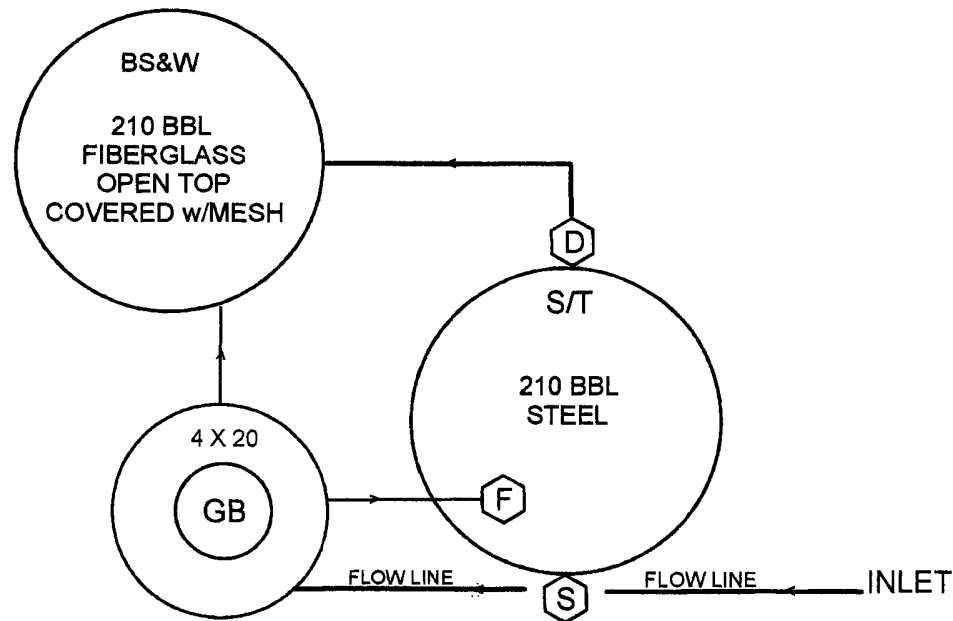 BS&W
210 BBL
FIBERGLASS
OPEN TOP
COVERED w/MESH
D
S/T
210 BBL
STEEL
4 X 20
GB
F
FLOW LINE
S
FLOW LINE
INLET